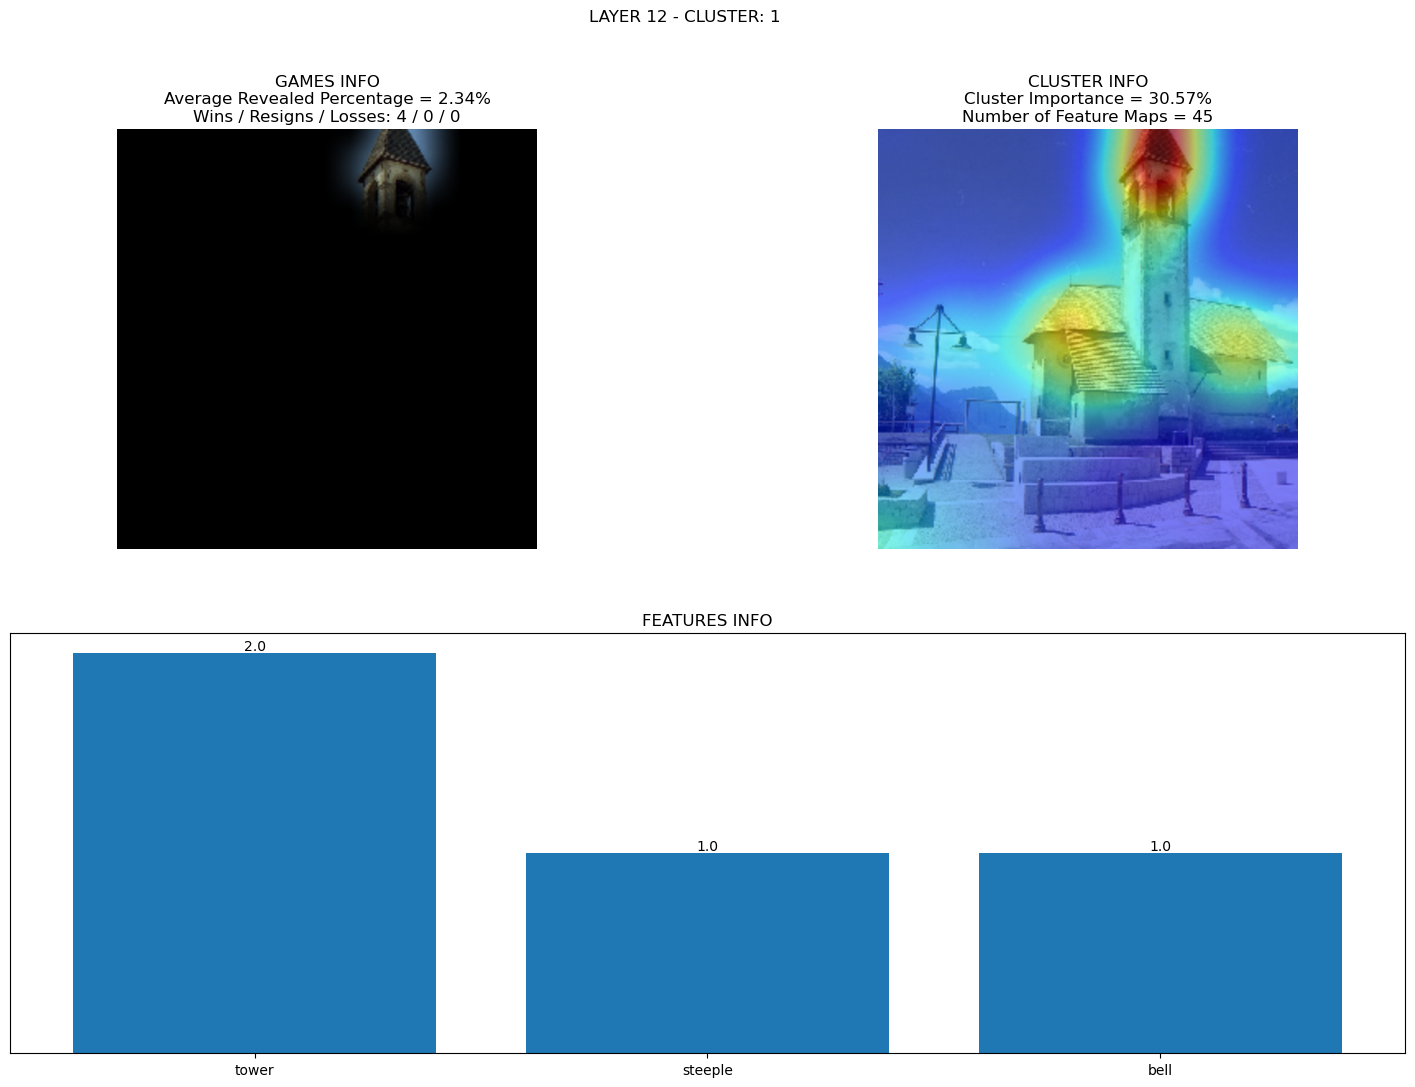 LAYER 12 - CLUSTER: 1
GAMES INFO
Average Revealed Percentage = 2.34%
Wins / Resigns / Losses: 4 / 0 / 0
CLUSTER INFO
Cluster Importance = 30.57%
Number of Feature Maps = 45
FEATURES INFO
2.0
1.0
1.0
tower
steeple
bell